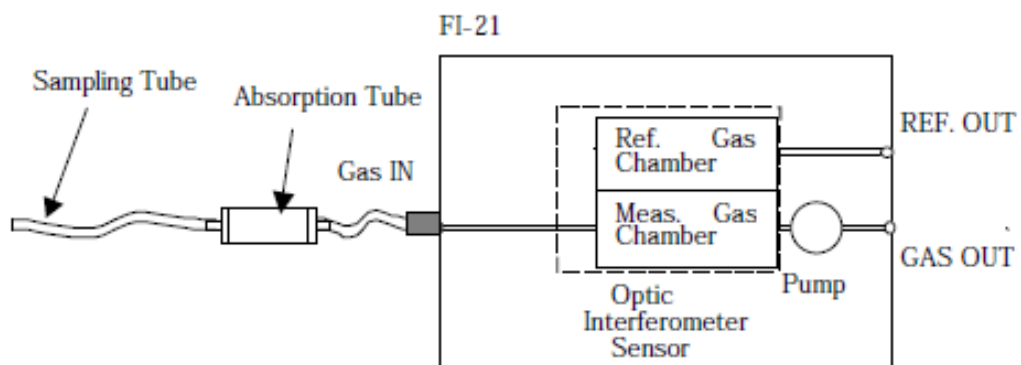 FI-21
Sampling Tube
Absorption Tube
Gas IN
Ref. Gas
Chamber
Meas. Gas
Chamber
REF. OUT
GAS OUT
Pump
Optic
Interferometer
Sensor